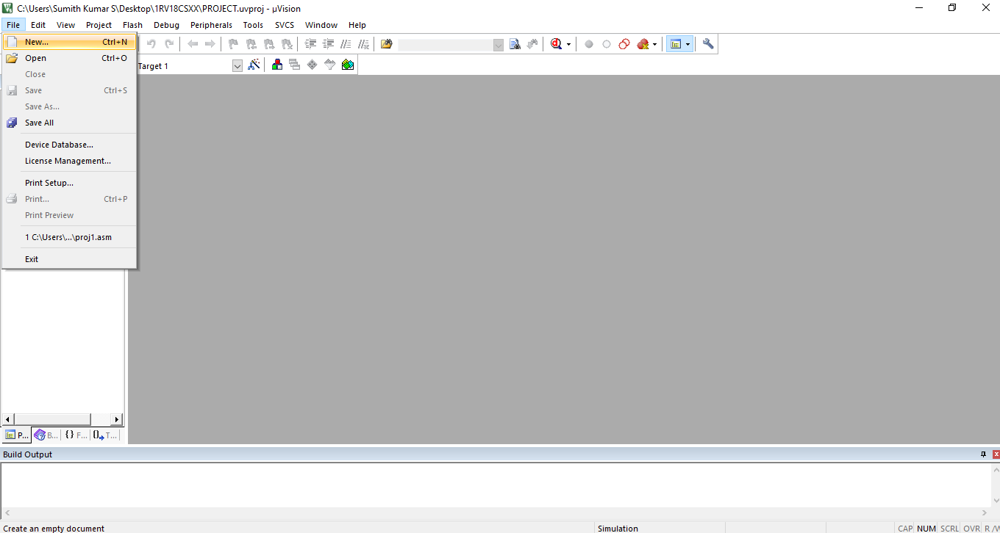 C:\Users\Sumith Kumar S\Desktop\1RV18CSXX\PROJECT.uvproj - µVision
File Edit View Project Flash Debug Peripherals Tools SVCS Window Help
New... Ctrl+N
Open Ctrl+O
Target 1
Close
Save Ctrl+S
Save As...
Save All
Device Database...
License Management...
Print Setup...
Print... Ctrl+P
Print Preview
1 C:\Users\...\proj1.asm
Exit
P... B... {} F... T...
Build Output
Create an empty document Simulation CAP NUM SCRL OVR R /W